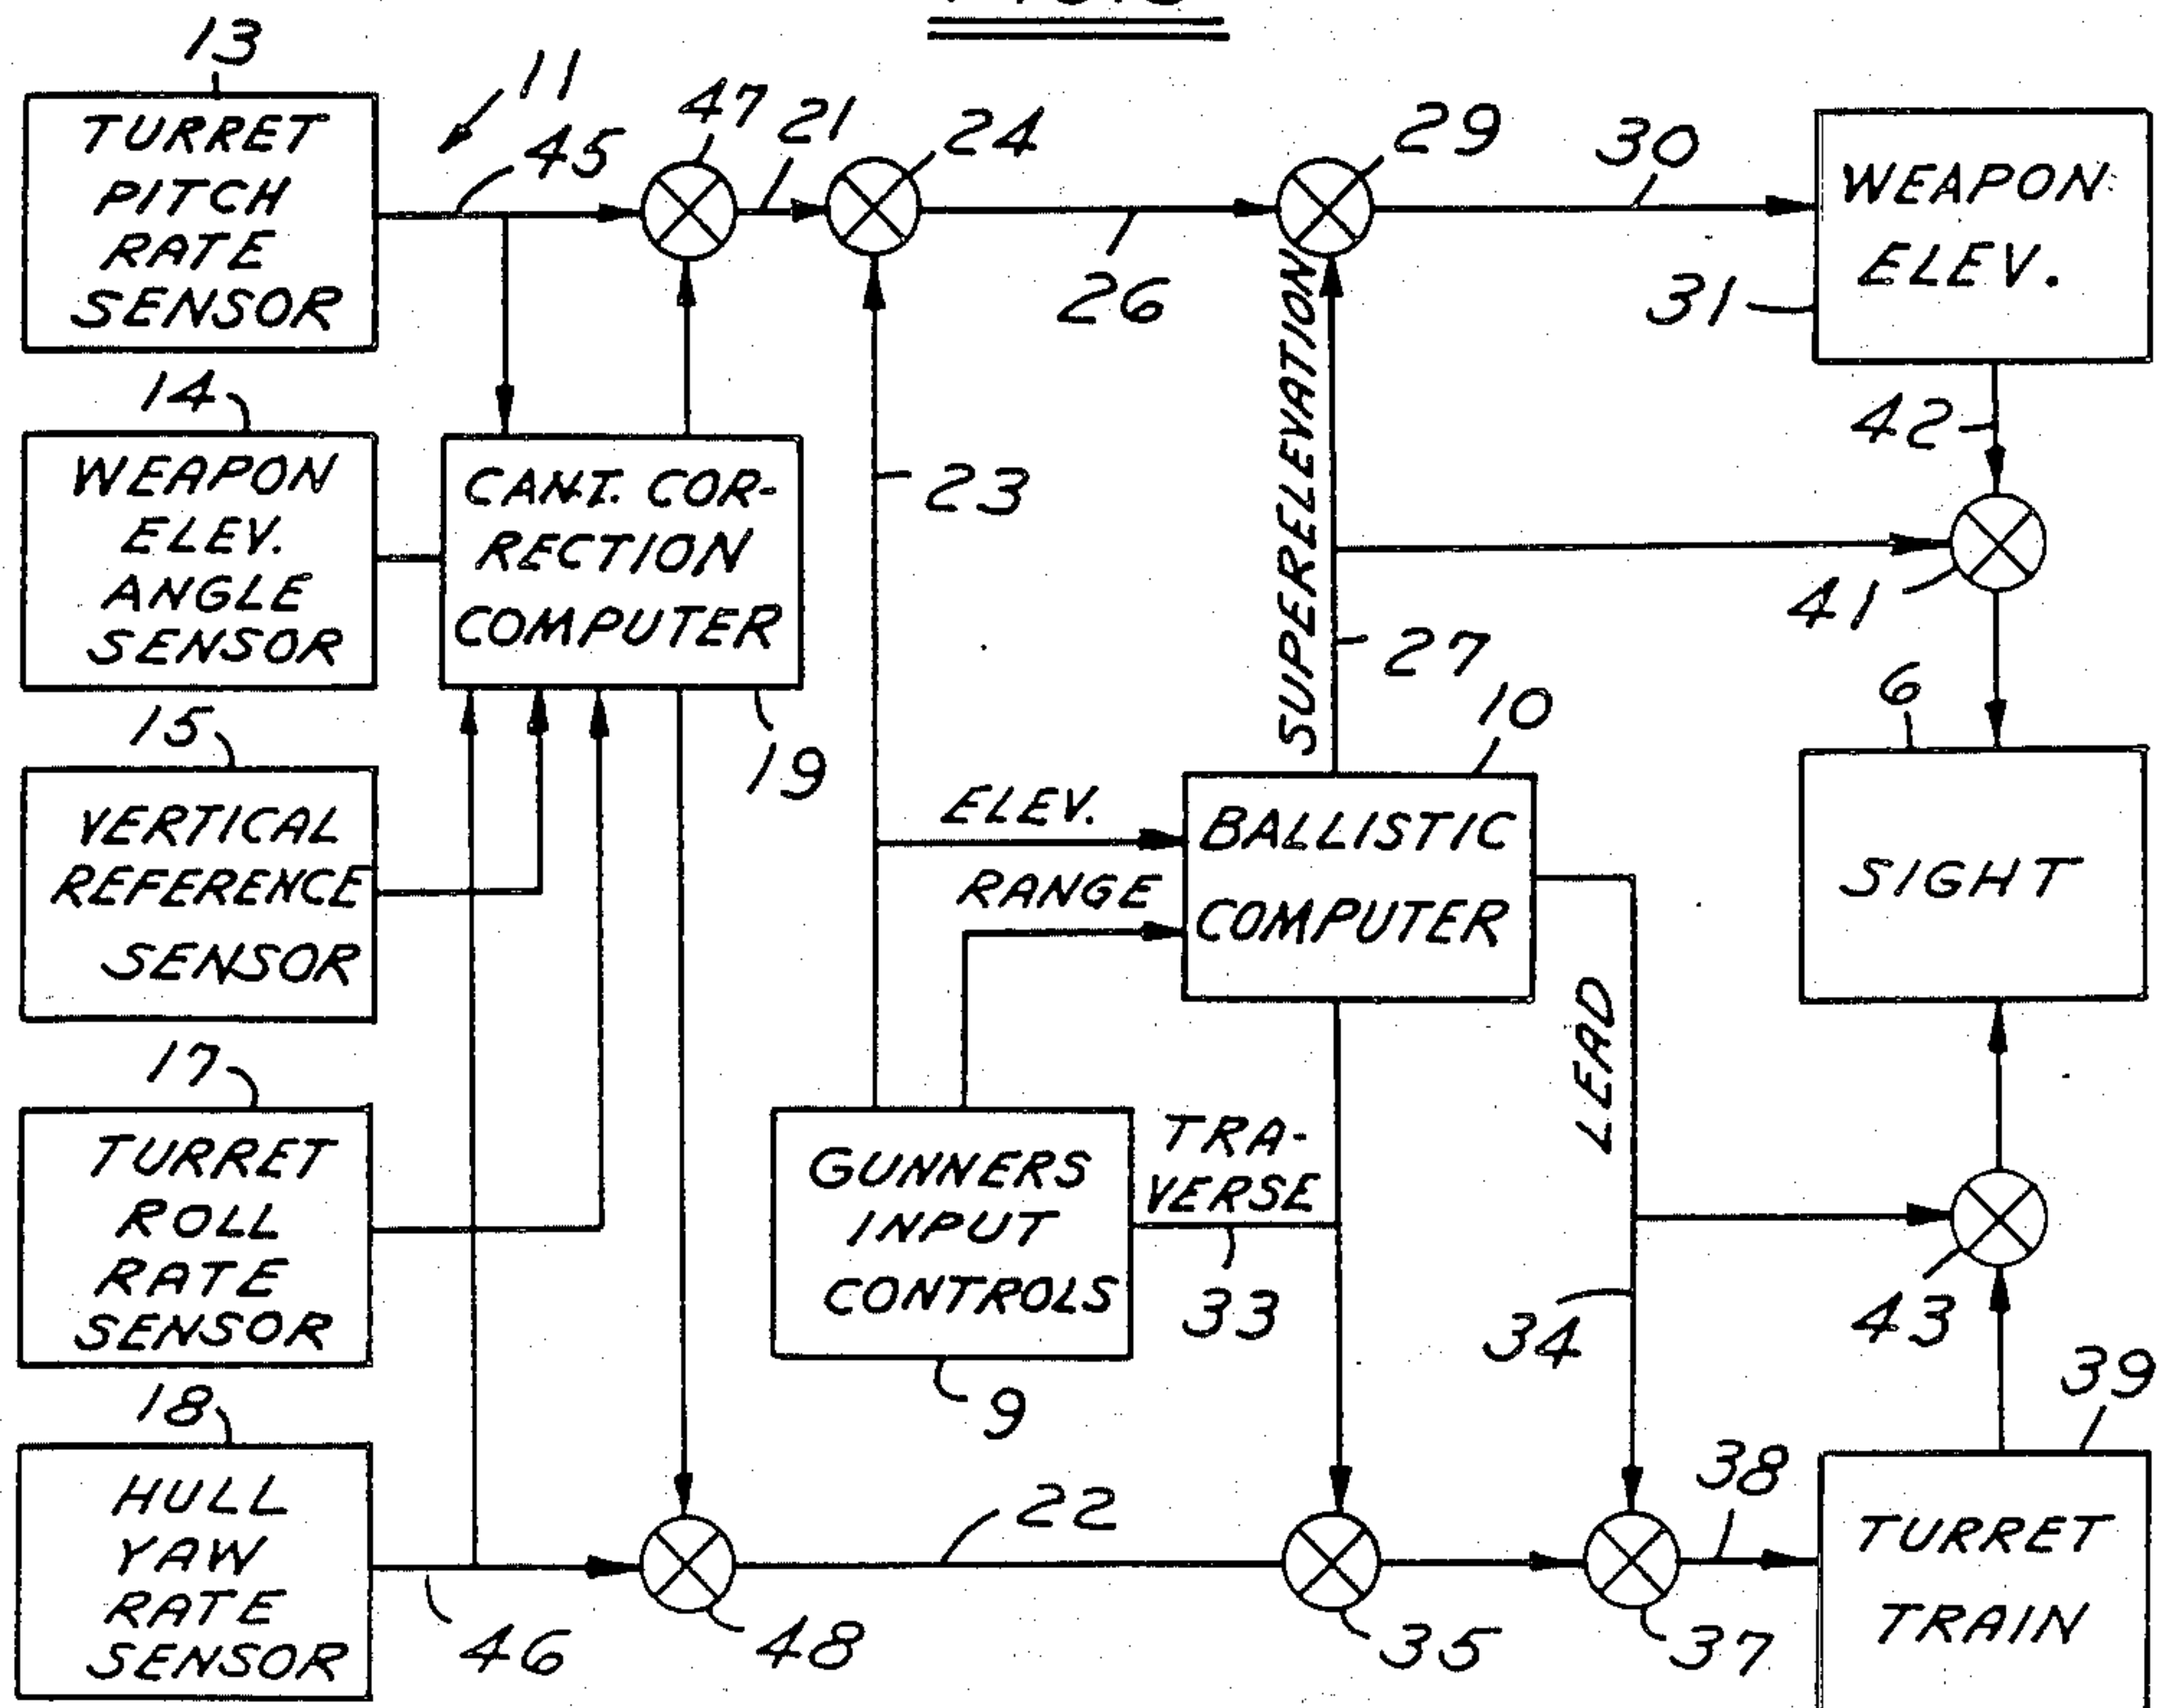 13
11
47
21
24
29
30
45
TURRET
PITCH
RATE
SENSOR
WEAPON
ELEV.
26
31
14
42
WEAPON
ELEV.
ANGLE
SENSOR
CANT. COR-
RECTION
COMPUTER
23
SUPERELEVATION
41
27
6
15
19
10
VERTICAL
REFERENCE
SENSOR
ELEV.
RANGE
BALLISTIC
COMPUTER
SIGHT
LEAD
17
TURRET
ROLL
RATE
SENSOR
GUNNERS
INPUT
CONTROLS
TRA-
VERSE
33
34
43
39
9
18
HULL
YAW
RATE
SENSOR
46
48
22
35
37
38
TURRET
TRAIN